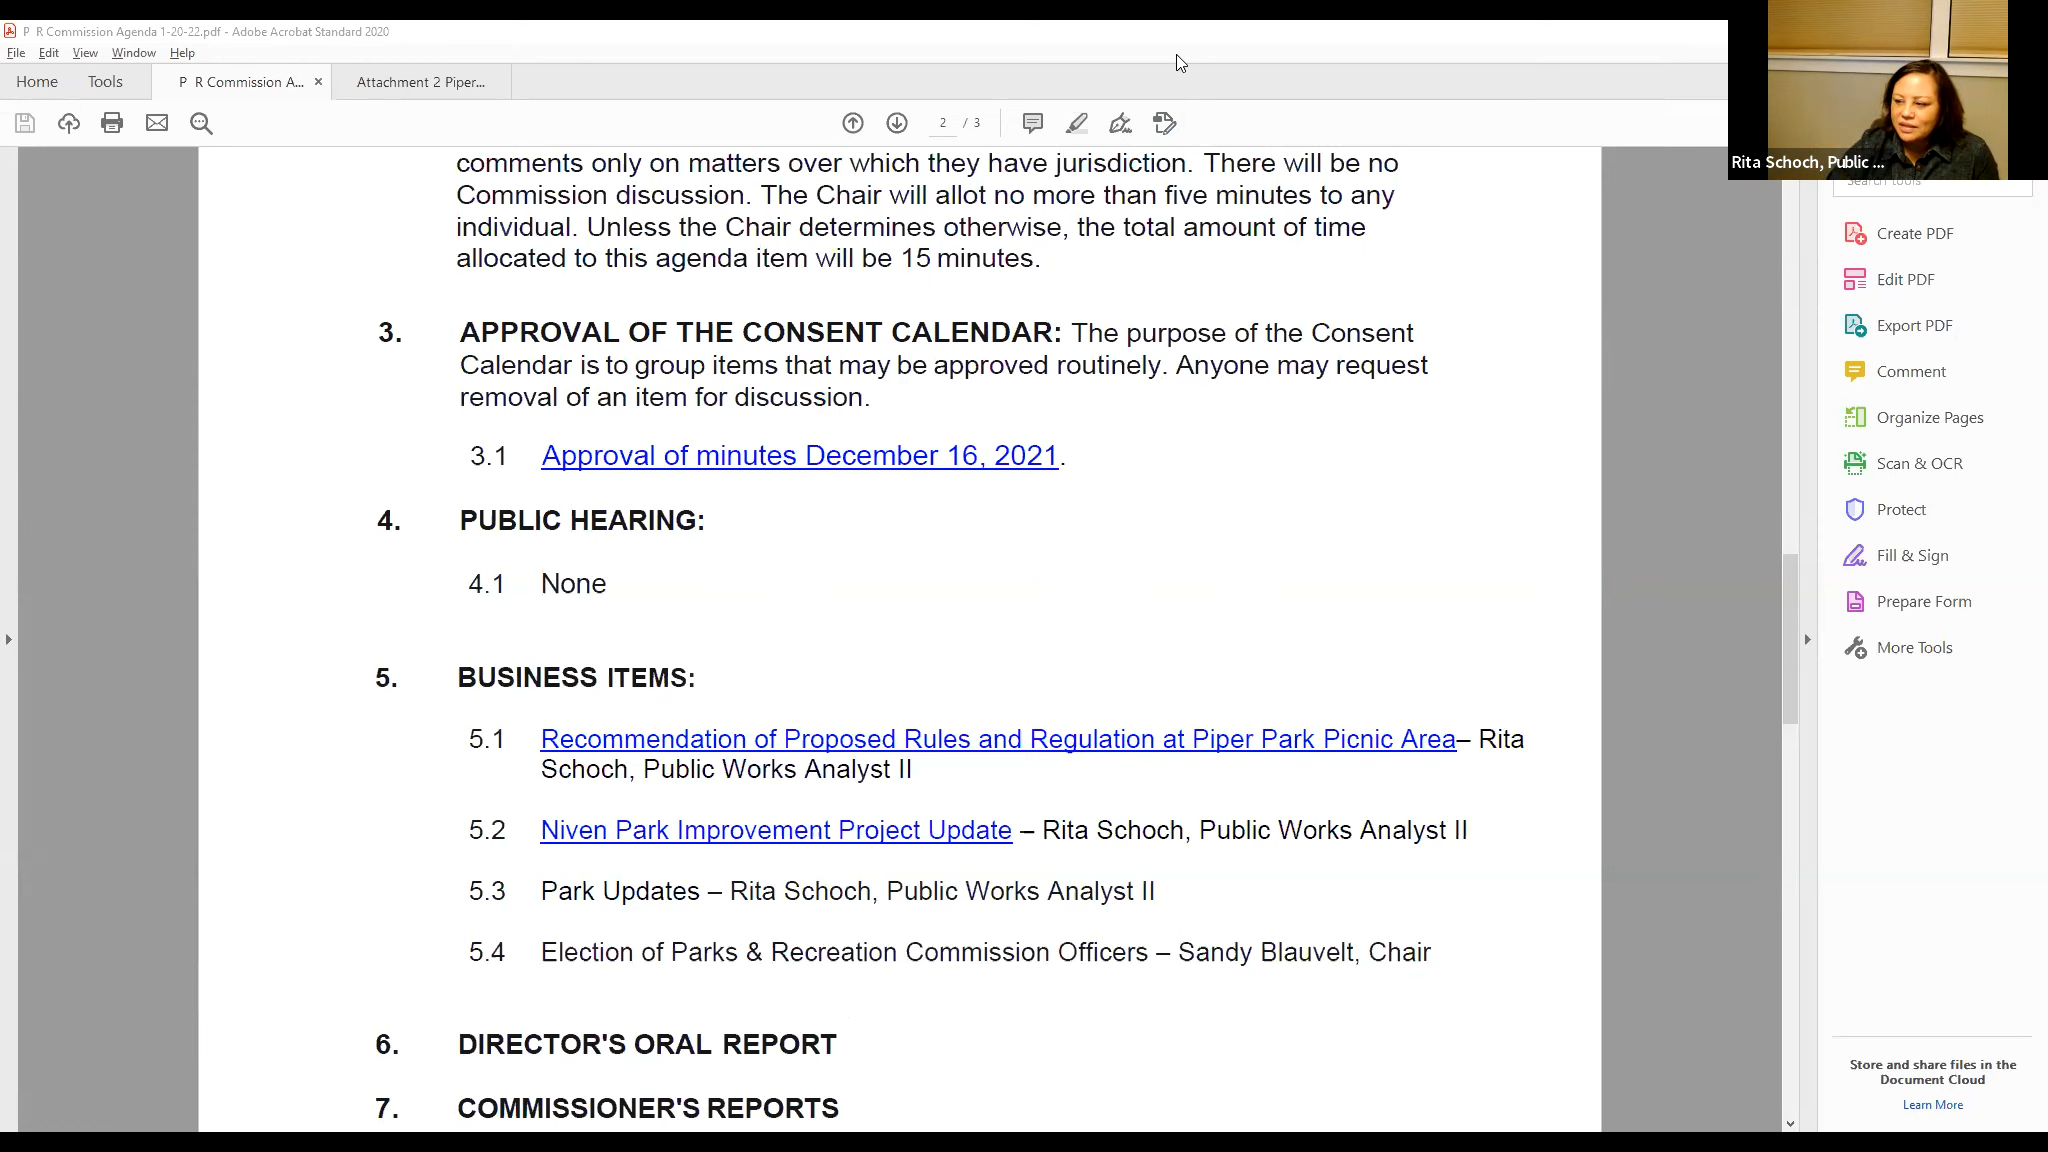 P R Commission Agenda 1-20-22.pdf - Adobe Acrobat Standard 2020
File Edit View Window Help
Home Tools P R Commission A... × Attachment 2 Piper...
2 / 3
Rita Schoch, Public ...
comments only on matters over which they have jurisdiction. There will be no
Commission discussion. The Chair will allot no more than five minutes to any
individual. Unless the Chair determines otherwise, the total amount of time
allocated to this agenda item will be 15 minutes.
3. APPROVAL OF THE CONSENT CALENDAR: The purpose of the Consent
Calendar is to group items that may be approved routinely. Anyone may request
removal of an item for discussion.
3.1 Approval of minutes December 16, 2021.
4. PUBLIC HEARING:
4.1 None
5. BUSINESS ITEMS:
5.1 Recommendation of Proposed Rules and Regulation at Piper Park Picnic Area– Rita
Schoch, Public Works Analyst II
5.2 Niven Park Improvement Project Update – Rita Schoch, Public Works Analyst II
5.3 Park Updates – Rita Schoch, Public Works Analyst II
5.4 Election of Parks & Recreation Commission Officers – Sandy Blauvelt, Chair
6. DIRECTOR'S ORAL REPORT
7. COMMISSIONER'S REPORTS
Search tools
Create PDF
Edit PDF
Export PDF
Comment
Organize Pages
Scan & OCR
Protect
Fill & Sign
Prepare Form
More Tools
Store and share files in the
Document Cloud
Learn More